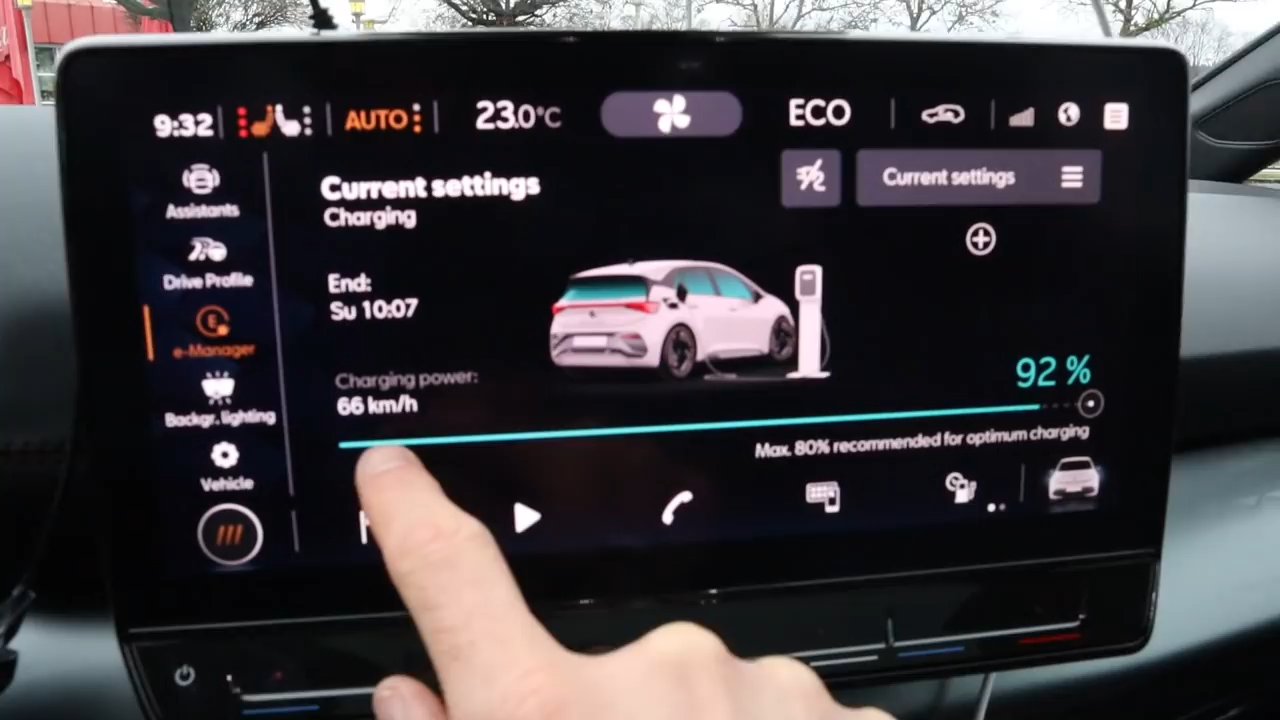 9:32
AUTO
23.0°C
ECO
Assistants
Drive Profile
e-Manager
Backgr. lighting
Vehicle
Current settings
Charging
Current settings
End:
Su 10:07
Charging power:
66 km/h
92 %
Max. 80% recommended for optimum charging